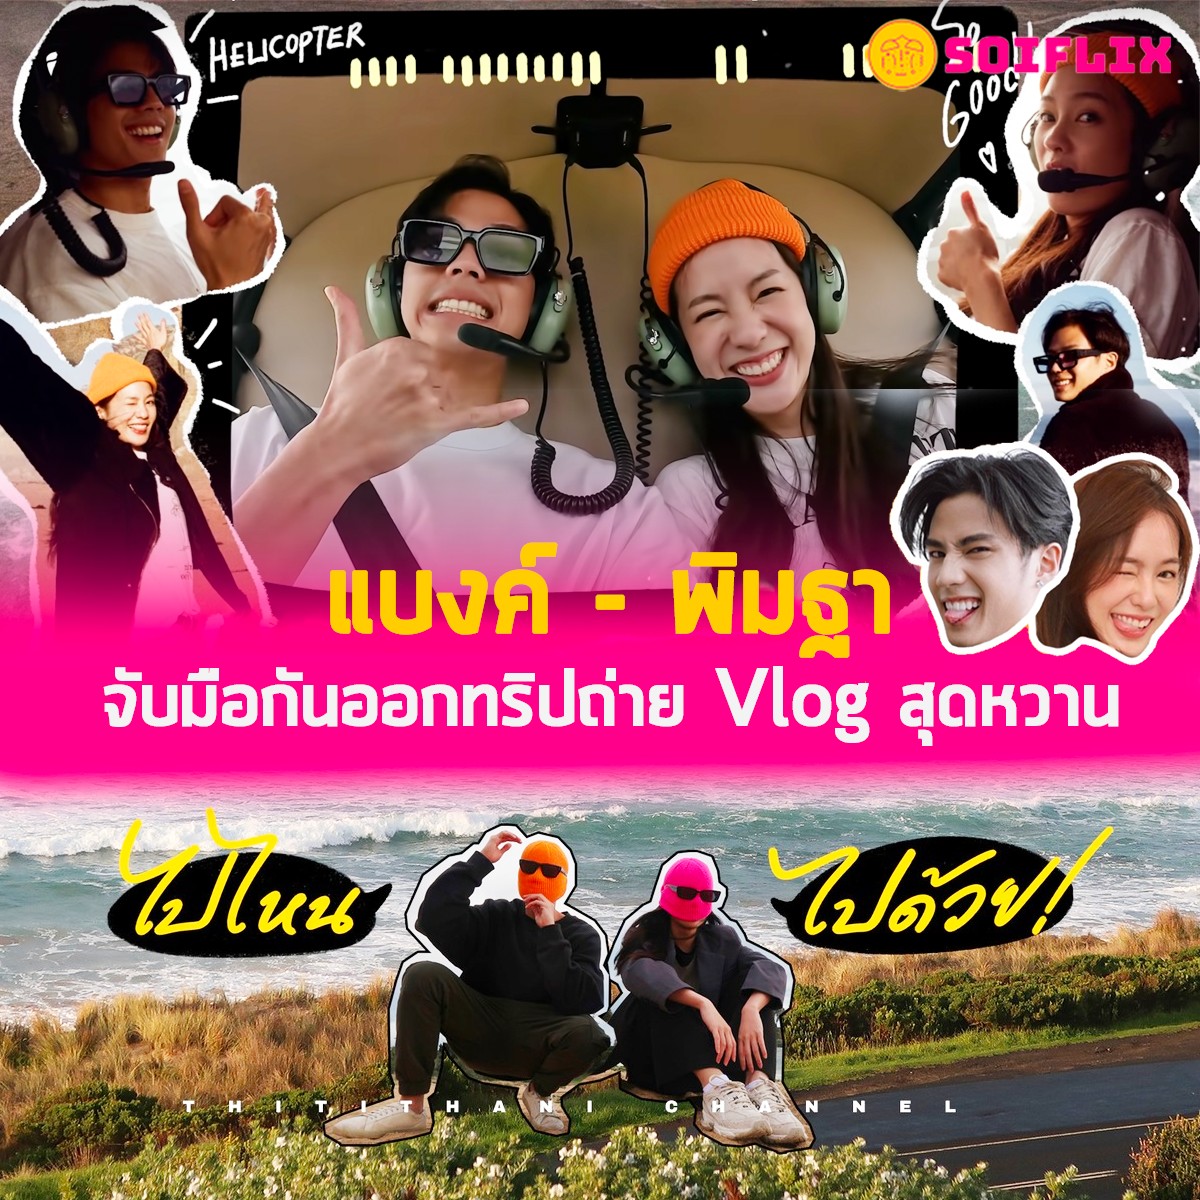 HELICOPTER
SO
GOOD
SOIFLIX
แบงค์ - พิมฐา
จับมือกันออกทริปถ่าย Vlog สุดหวาน
ไปไหน
ไปด้วย!
THITITHANI CHANNEL